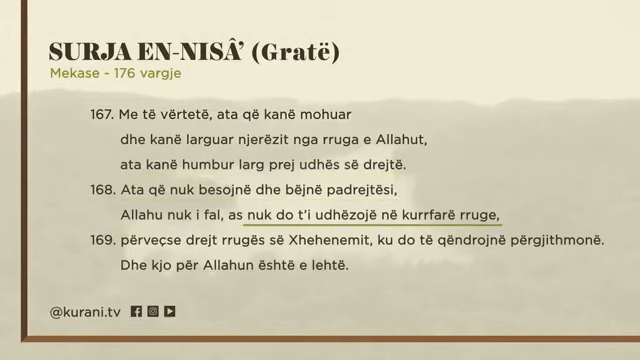 SURJA EN-NISÂ’ (Gratë)
Mekase - 176 vargje
167. Me të vërtetë, ata që kanë mohuar
dhe kanë larguar njerëzit nga rruga e Allahut,
ata kanë humbur larg prej udhës së drejtë.
168. Ata që nuk besojnë dhe bëjnë padrejtësi,
Allahu nuk i fal, as nuk do t’i udhëzojë në kurrfarë rruge,
169. përveçse drejt rrugës së Xhehenemit, ku do të qëndrojnë përgjithmonë.
Dhe kjo për Allahun është e lehtë.
@kurani.tv